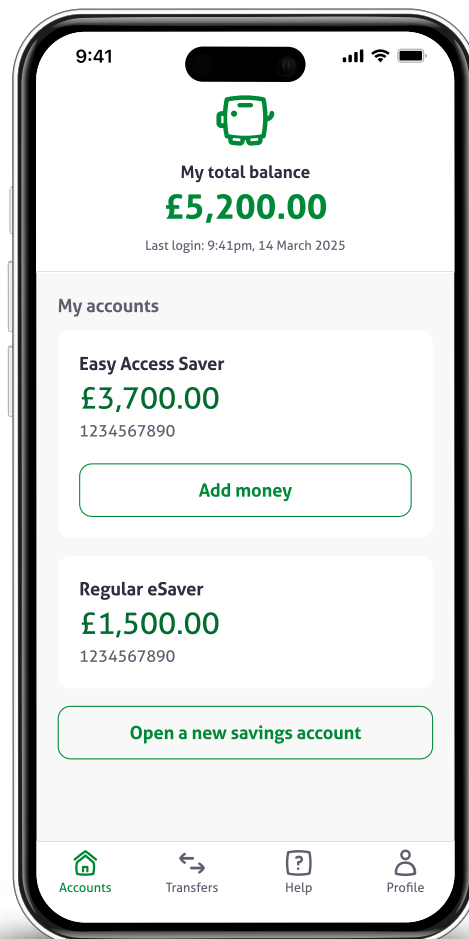 9:41
My total balance
£5,200.00
Last login: 9:41pm, 14 March 2025
My accounts
Easy Access Saver
£3,700.00
1234567890
Add money
Regular eSaver
£1,500.00
1234567890
Open a new savings account
Accounts Transfers Help Profile